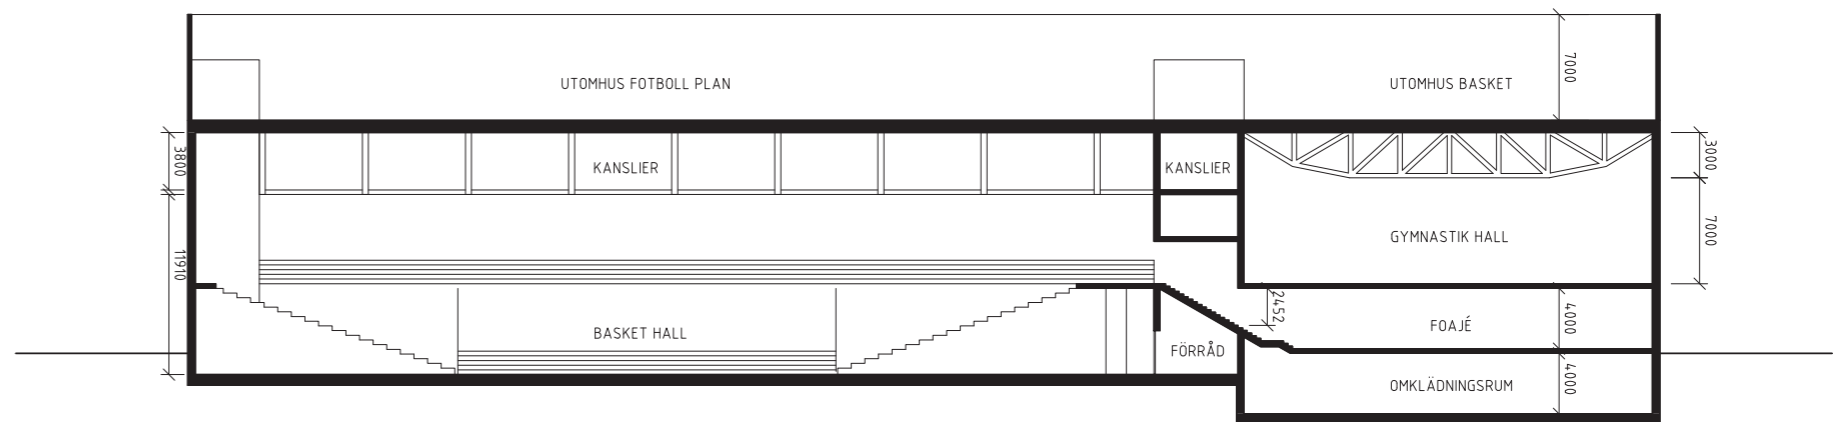 UTOMHUS FOTBOLL PLAN
UTOMHUS BASKET
7000
3800
KANSLIER
KANSLIER
3000
11910
GYMNASTIK HALL
7000
BASKET HALL
2452
FÖRRÅD
FOAJÉ
4000
OMKLÄDNINGSRUM
4000